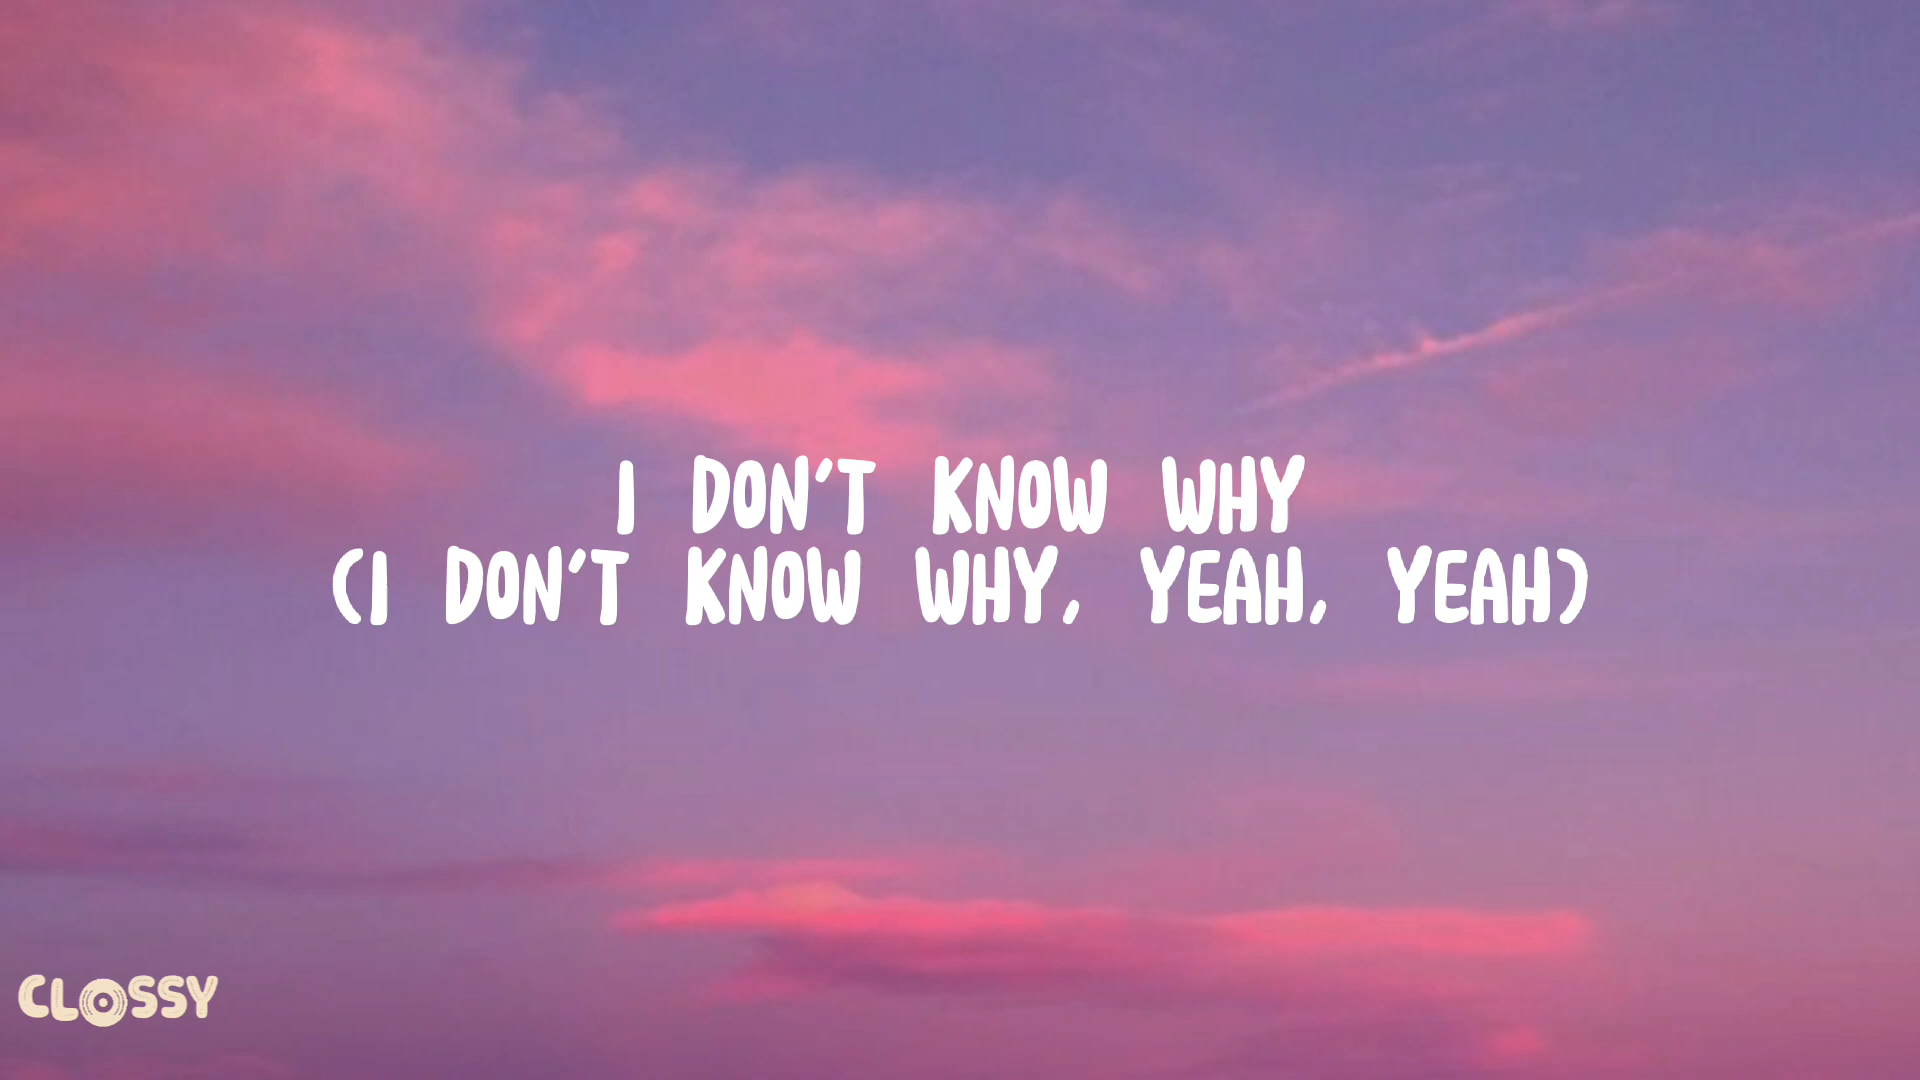 I DON'T KNOW WHY
(I DON'T KNOW WHY, YEAH, YEAH)
CLOSSY